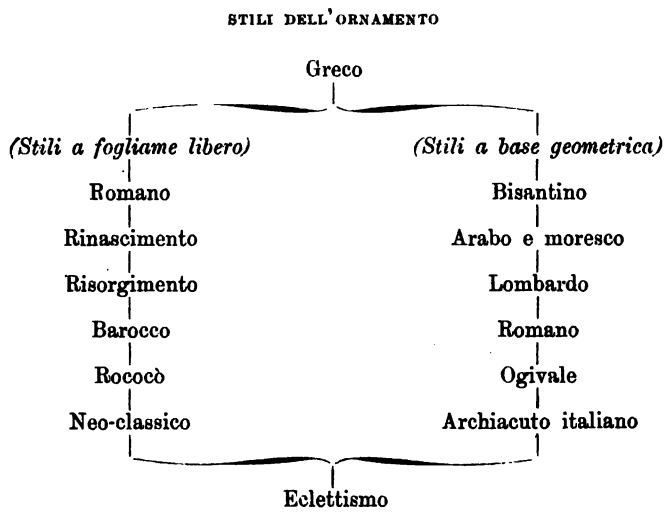 STILI DELL'ORNAMENTO
Greco
(Stili a fogliame libero) (Stili a base geometrica)
Romano Bisantino
Rinascimento Arabo e moresco
Risorgimento Lombardo
Barocco Romano
Rococò Ogivale
Neo-classico Archiacuto italiano
Eclettismo